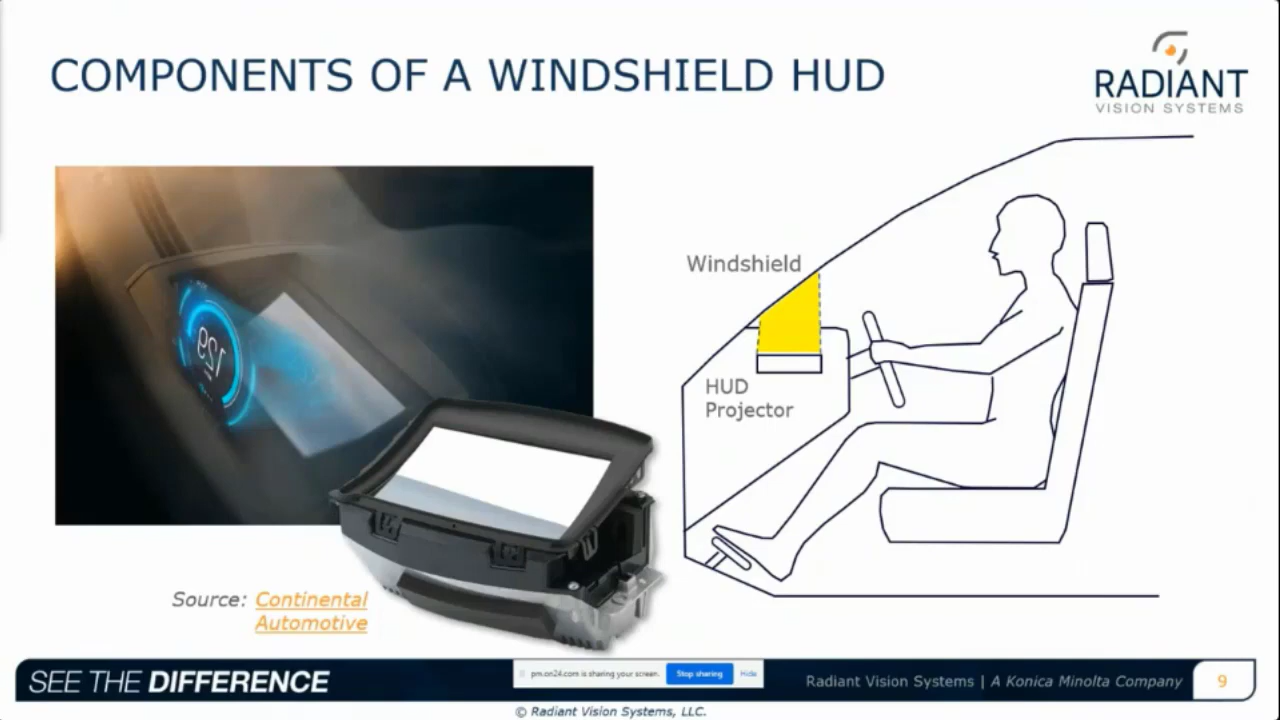 COMPONENTS OF A WINDSHIELD HUD
RADIANT
VISION SYSTEMS
129
Windshield
HUD
Projector
Source: Continental
Automotive
SEE THE DIFFERENCE
pm.on24.com is sharing your screen.
Stop sharing
Hide
Radiant Vision Systems | A Konica Minolta Company
9
© Radiant Vision Systems, LLC.